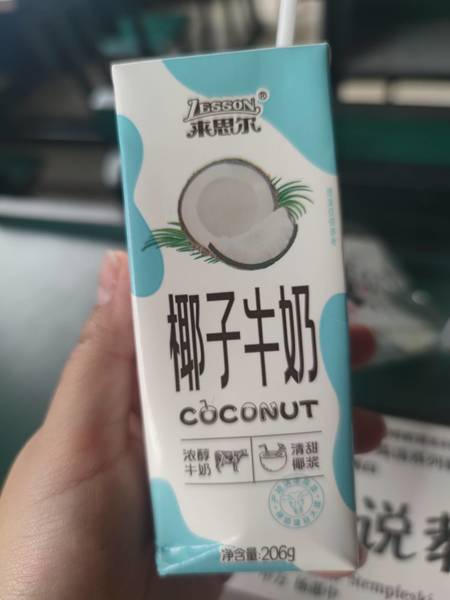 LESSON®
来思尔
椰子牛奶
COCONUT
浓醇
牛奶
清甜
椰浆
净含量:206g
说